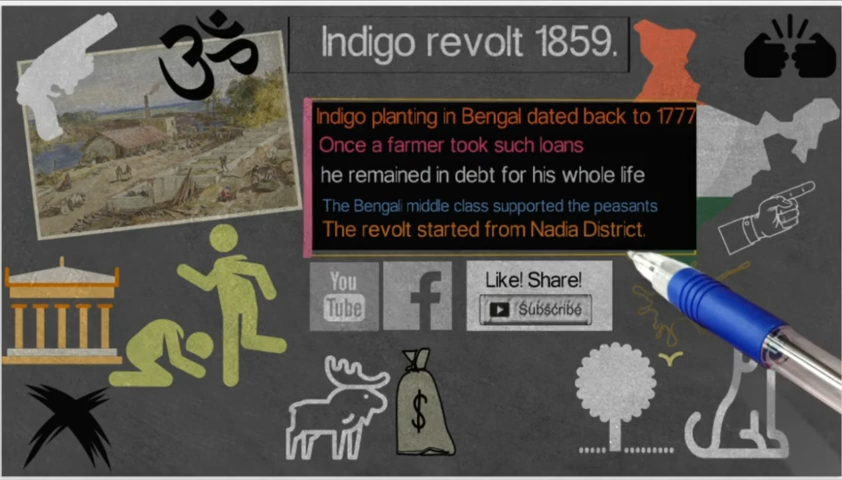 ॐ
Indigo revolt 1859.
Indigo planting in Bengal dated back to 1777
Once a farmer took such loans
he remained in debt for his whole life
The Bengali middle class supported the peasants
The revolt started from Nadia District.
You
Tube
f
Like! Share!
Subscribe
$